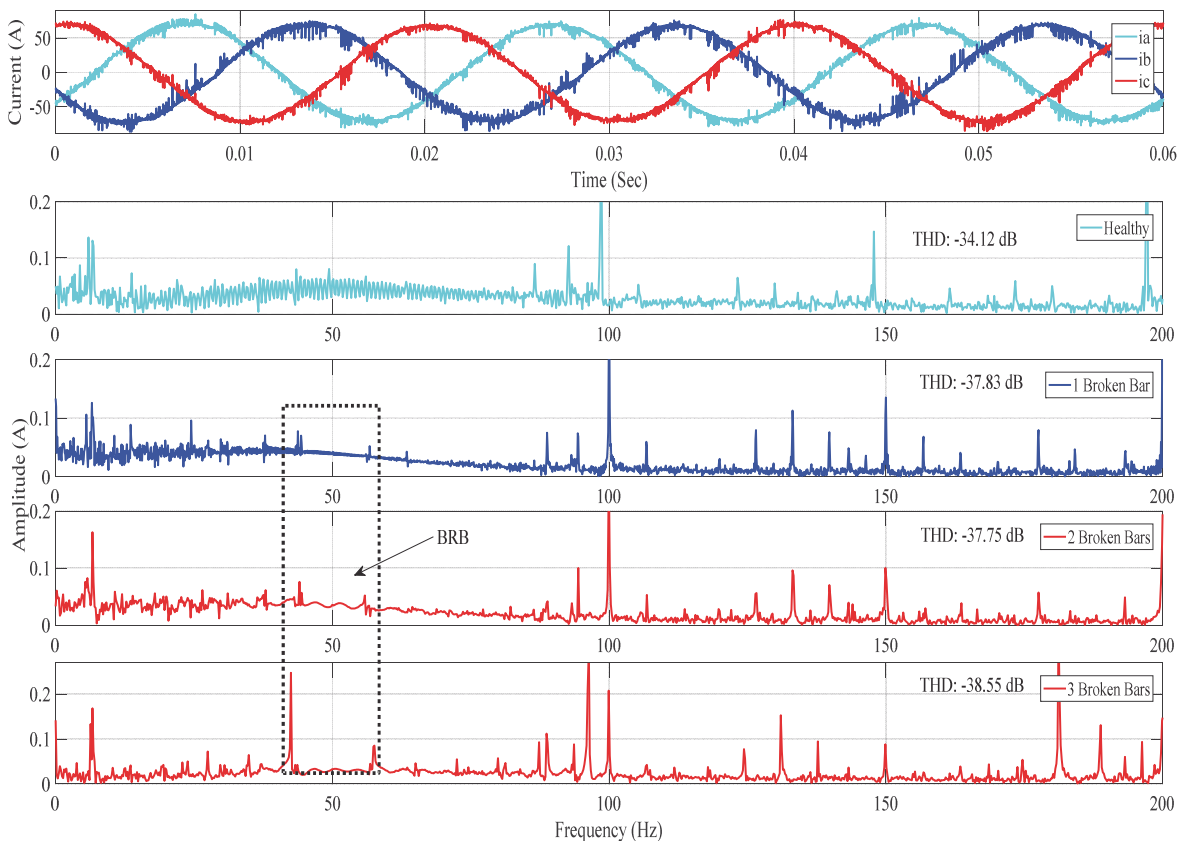 Current (A)
50
0
-50
ia
ib
ic
0
0.01
0.02
0.03
0.04
0.05
0.06
Time (Sec)
0.2
0.1
0
THD: -34.12 dB
Healthy
0
50
100
150
200
Amplitude (A)
0.2
0.1
0
THD: -37.83 dB
1 Broken Bar
0
50
100
150
200
0.2
0.1
0
BRB
THD: -37.75 dB
2 Broken Bars
0
50
100
150
200
0.2
0.1
0
THD: -38.55 dB
3 Broken Bars
0
50
100
150
200
Frequency (Hz)